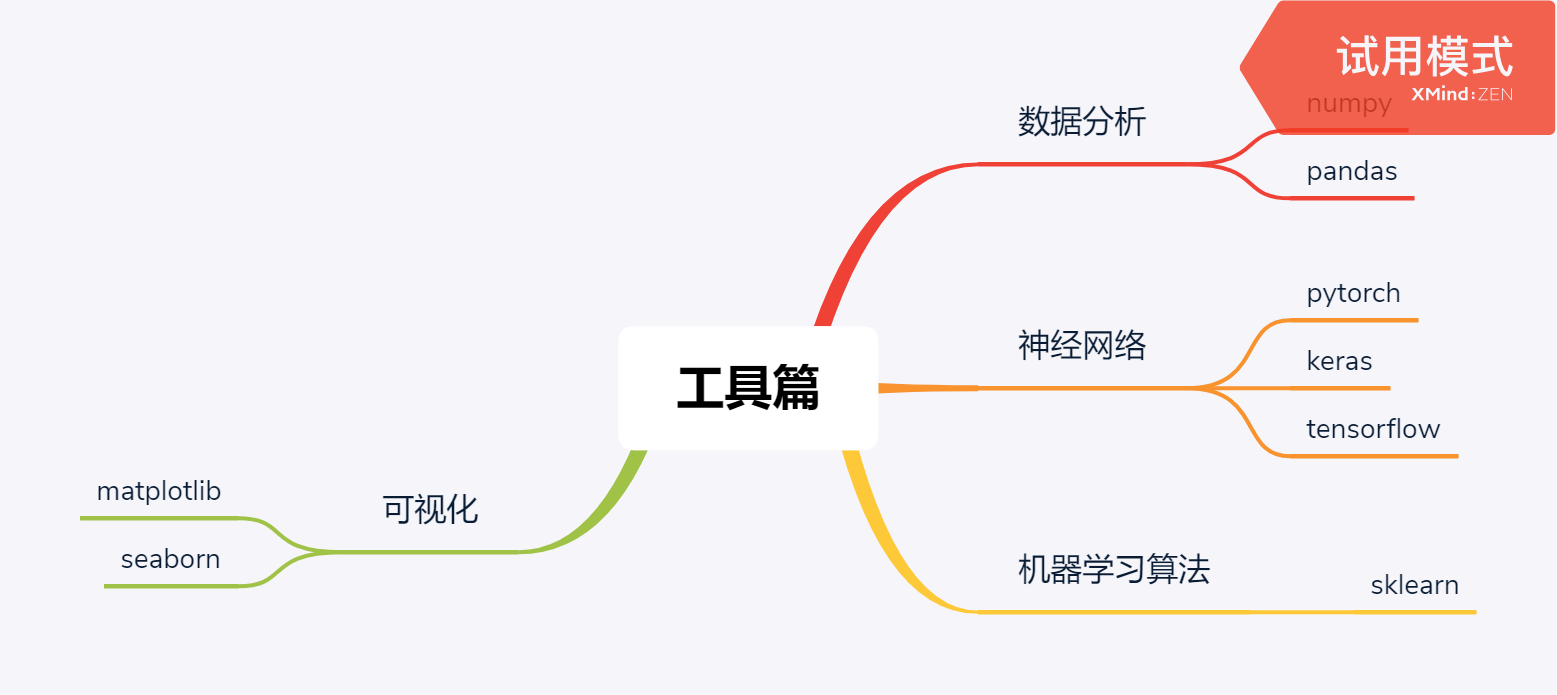 试用模式
XMind:ZEN
数据分析
numpy
pandas
神经网络
pytorch
keras
tensorflow
工具篇
可视化
matplotlib
seaborn
机器学习算法
sklearn